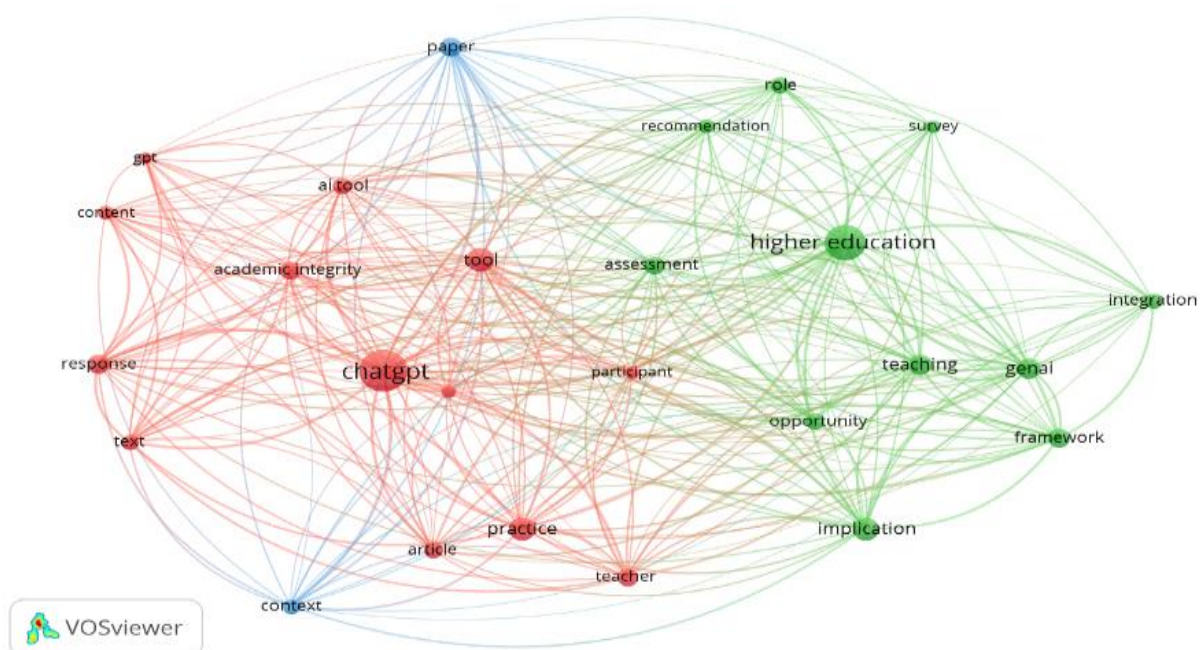 paper
role
recommendation
survey
gpt
ai tool
content
higher education
tool
assessment
academic integrity
integration
response
chatgpt
participant
teaching
genai
opportunity
text
framework
practice
implication
article
teacher
context
VOSviewer